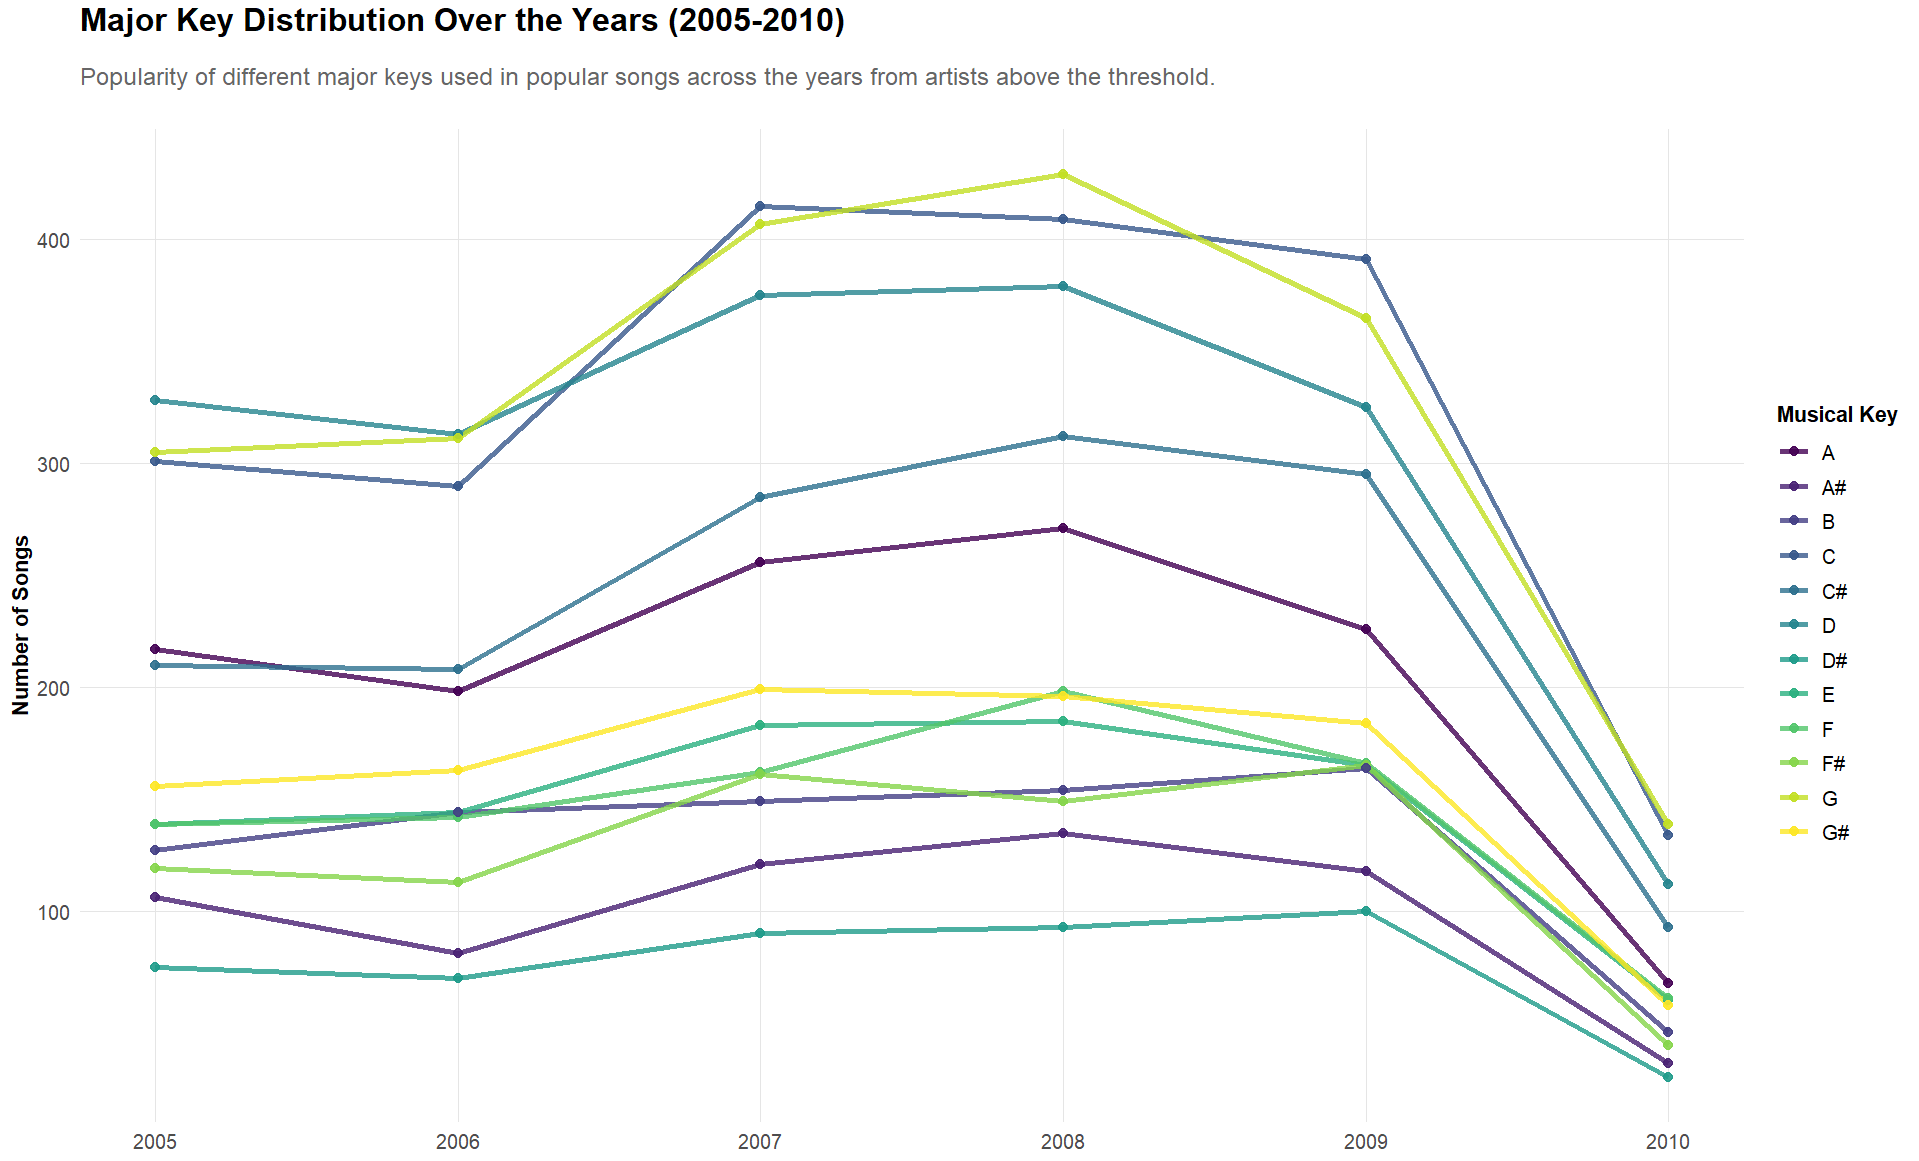 Major Key Distribution Over the Years (2005-2010)
Popularity of different major keys used in popular songs across the years from artists above the threshold.
Number of Songs
400
300
200
100
2005
2006
2007
2008
2009
2010
Musical Key
A
A#
B
C
C#
D
D#
E
F
F#
G
G#